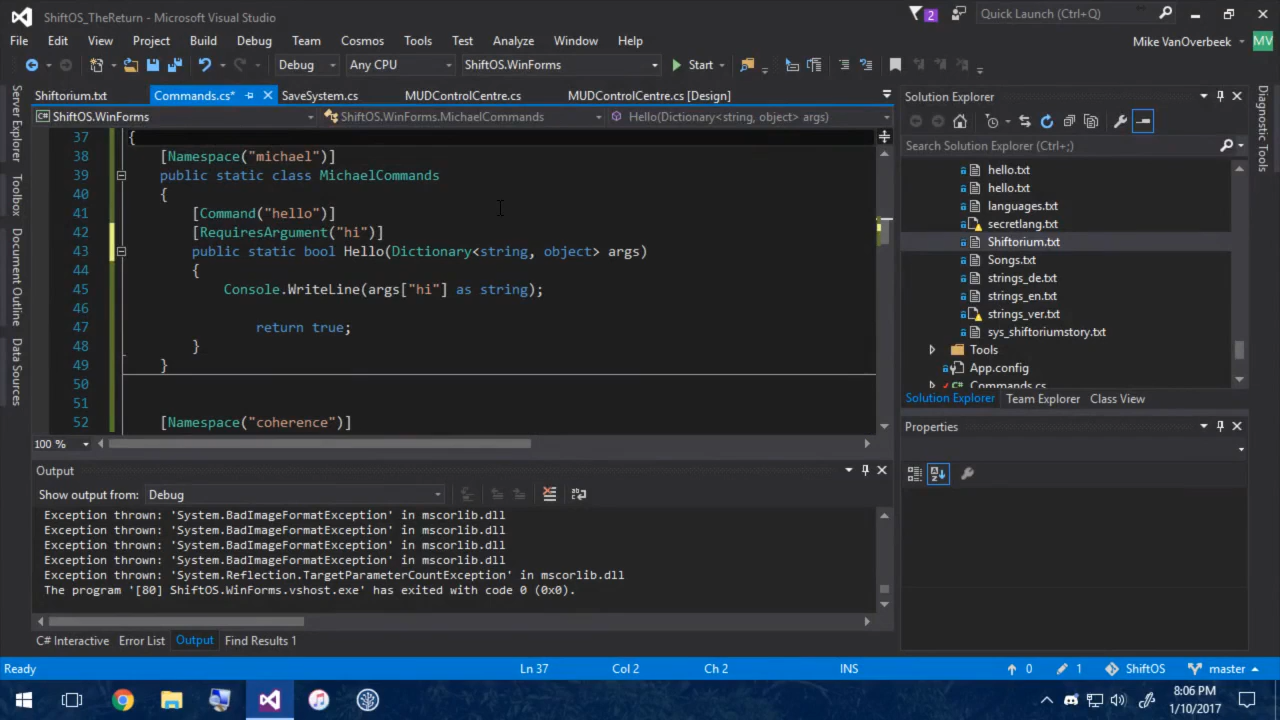 ShiftOS_TheReturn - Microsoft Visual Studio
2
Quick Launch (Ctrl+Q)
File Edit View Project Build Debug Team Cosmos Tools Test Analyze Window Help
Mike VanOverbeek
MV
Debug Any CPU ShiftOS.WinForms Start
Server Explorer
Toolbox
Document Outline
Data Sources
Shiftorium.txt Commands.cs* SaveSystem.cs MUDControlCentre.cs MUDControlCentre.cs [Design]
ShiftOS.WinForms ShiftOS.WinForms.MichaelCommands Hello(Dictionary<string, object> args)
37 {
38 [Namespace("michael")]
39 public static class MichaelCommands
40 {
41 [Command("hello")]
42 [RequiresArgument("hi")]
43 public static bool Hello(Dictionary<string, object> args)
44 {
45 Console.WriteLine(args["hi"] as string);
46
47 return true;
48 }
49 }
50
51
52 [Namespace("coherence")]
100 %
Output
Show output from: Debug
Exception thrown: 'System.BadImageFormatException' in mscorlib.dll
Exception thrown: 'System.BadImageFormatException' in mscorlib.dll
Exception thrown: 'System.BadImageFormatException' in mscorlib.dll
Exception thrown: 'System.BadImageFormatException' in mscorlib.dll
Exception thrown: 'System.Reflection.TargetParameterCountException' in mscorlib.dll
The program '[80] ShiftOS.WinForms.vshost.exe' has exited with code 0 (0x0).
C# Interactive Error List Output Find Results 1
Solution Explorer
Search Solution Explorer (Ctrl+;)
hello.txt
hello.txt
languages.txt
secretlang.txt
Shiftorium.txt
Songs.txt
strings_de.txt
strings_en.txt
strings_ver.txt
sys_shiftoriumstory.txt
Tools
App.config
Commands.cs
Solution Explorer Team Explorer Class View
Properties
Diagnostic Tools
Ready Ln 37 Col 2 Ch 2 INS 0 1 ShiftOS master
8:06 PM
1/10/2017